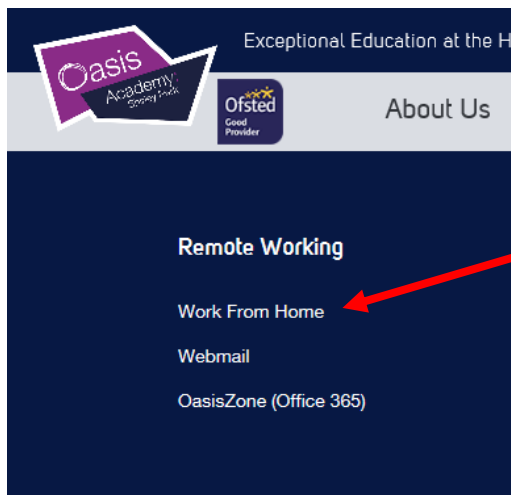 Exceptional Education at the H
Oasis
Academy:
Ofsted
Good
Provider
About Us
Remote Working
Work From Home
Webmail
OasisZone (Office 365)